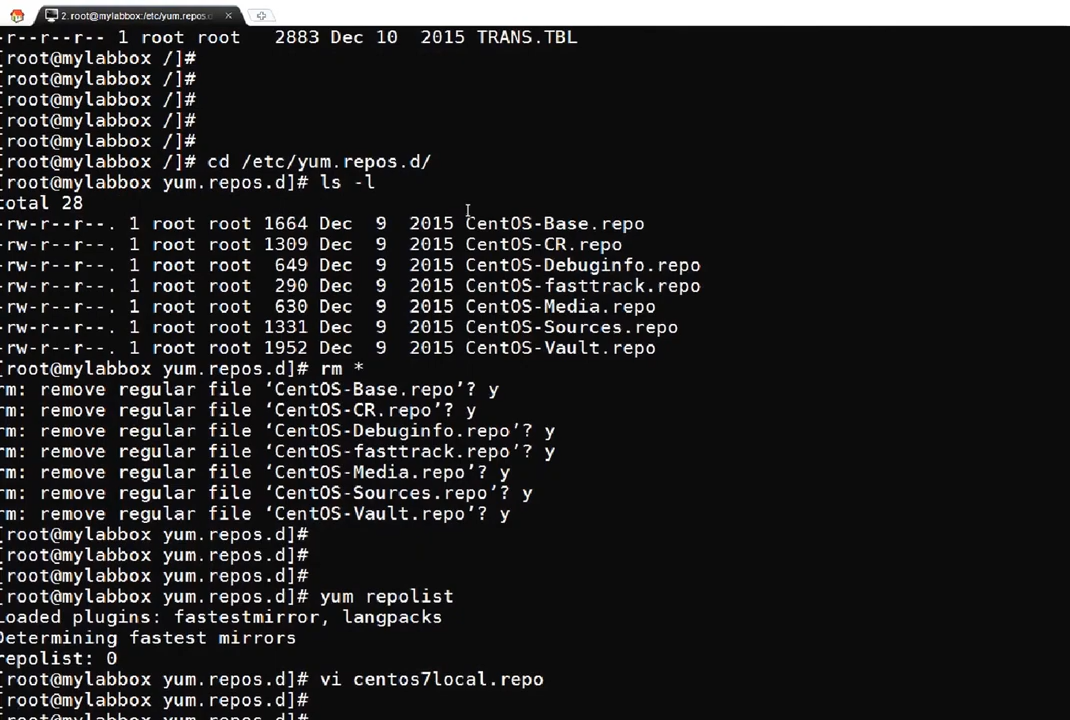 2. root@mylabbox:/etc/yum.repos.d
-r--r--r-- 1 root root   2883 Dec 10  2015 TRANS.TBL
[root@mylabbox /]#
[root@mylabbox /]#
[root@mylabbox /]#
[root@mylabbox /]#
[root@mylabbox /]#
[root@mylabbox /]# cd /etc/yum.repos.d/
[root@mylabbox yum.repos.d]# ls -l
total 28
-rw-r--r--. 1 root root 1664 Dec  9  2015 CentOS-Base.repo
-rw-r--r--. 1 root root 1309 Dec  9  2015 CentOS-CR.repo
-rw-r--r--. 1 root root  649 Dec  9  2015 CentOS-Debuginfo.repo
-rw-r--r--. 1 root root  290 Dec  9  2015 CentOS-fasttrack.repo
-rw-r--r--. 1 root root  630 Dec  9  2015 CentOS-Media.repo
-rw-r--r--. 1 root root 1331 Dec  9  2015 CentOS-Sources.repo
-rw-r--r--. 1 root root 1952 Dec  9  2015 CentOS-Vault.repo
[root@mylabbox yum.repos.d]# rm *
rm: remove regular file ‘CentOS-Base.repo’? y
rm: remove regular file ‘CentOS-CR.repo’? y
rm: remove regular file ‘CentOS-Debuginfo.repo’? y
rm: remove regular file ‘CentOS-fasttrack.repo’? y
rm: remove regular file ‘CentOS-Media.repo’? y
rm: remove regular file ‘CentOS-Sources.repo’? y
rm: remove regular file ‘CentOS-Vault.repo’? y
[root@mylabbox yum.repos.d]#
[root@mylabbox yum.repos.d]#
[root@mylabbox yum.repos.d]#
[root@mylabbox yum.repos.d]# yum repolist
Loaded plugins: fastestmirror, langpacks
Determining fastest mirrors
repolist: 0
[root@mylabbox yum.repos.d]# vi centos7local.repo
[root@mylabbox yum.repos.d]#
[root@mylabbox yum.repos.d]#